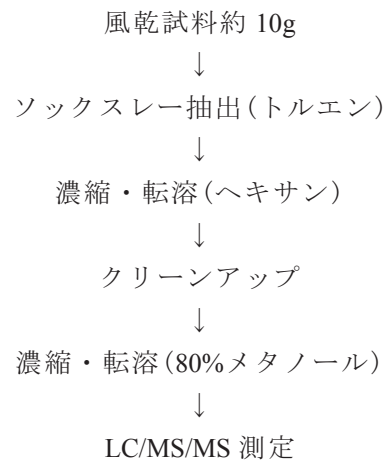 風乾試料約 10g
↓
ソックスレー抽出(トルエン)
↓
濃縮・転溶(ヘキサン)
↓
クリーンアップ
↓
濃縮・転溶(80%メタノール)
↓
LC/MS/MS 測定